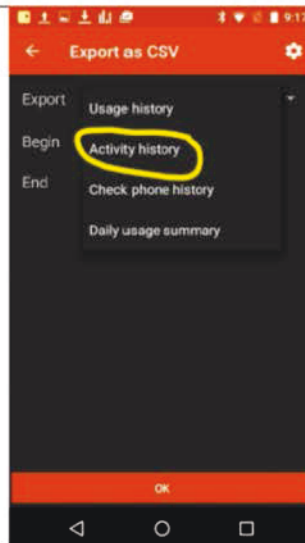 9:17
Export as CSV
Export
Usage history
Begin
Activity history
End
Check phone history
Daily usage summary
OK